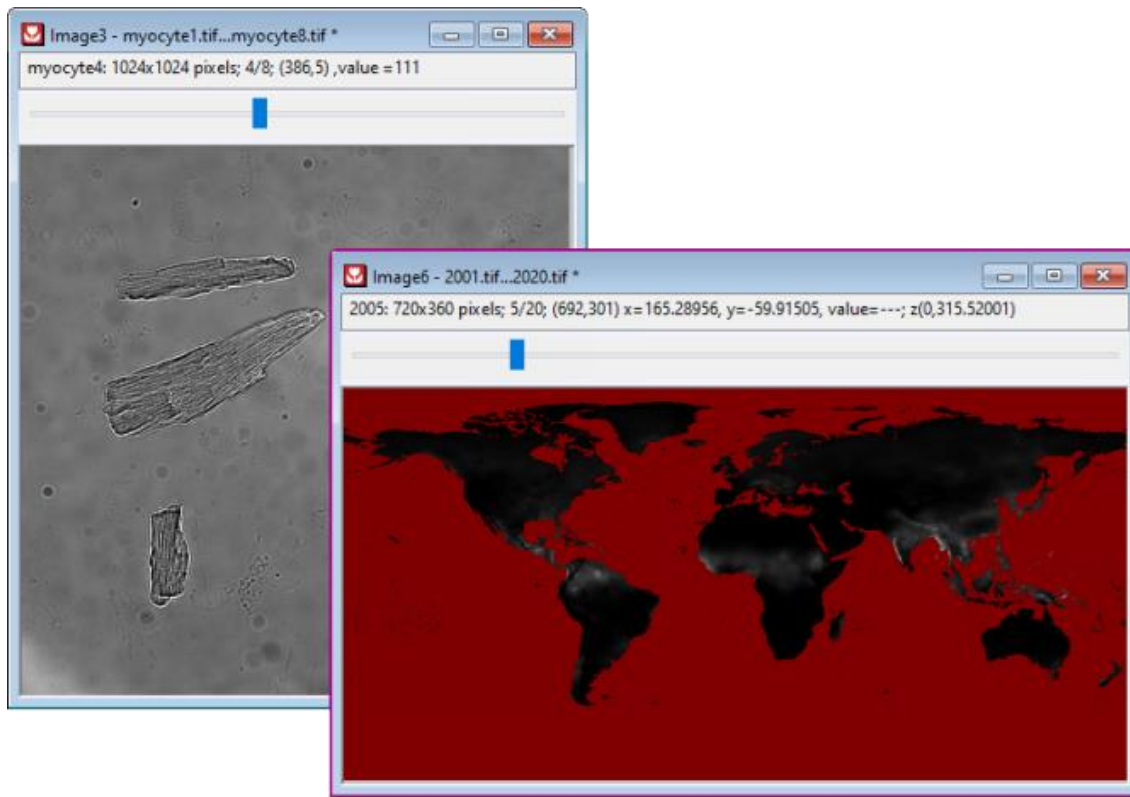 Image3 - myocyte1.tif...myocyte8.tif *
myocyte4: 1024x1024 pixels; 4/8; (386,5) ,value =111
Image6 - 2001.tif...2020.tif *
2005: 720x360 pixels; 5/20; (692,301) x=165.28956, y=-59.91505, value=---; z(0,315.52001)